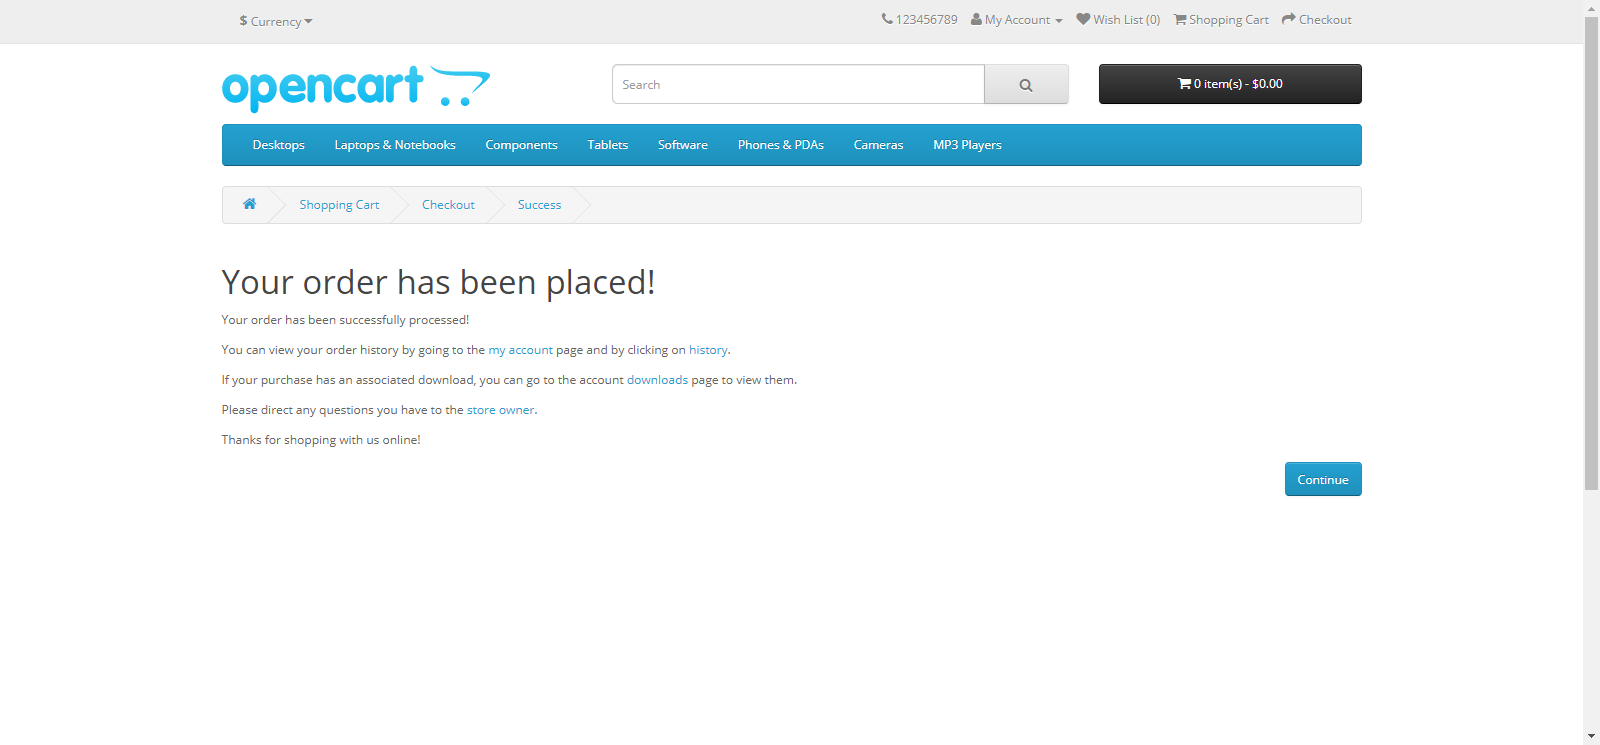 $ Currency
123456789 My Account Wish List (0) Shopping Cart Checkout
opencart
Search
0 item(s) - $0.00
Desktops Laptops & Notebooks Components Tablets Software Phones & PDAs Cameras MP3 Players
Shopping Cart Checkout Success
Your order has been placed!
Your order has been successfully processed!
You can view your order history by going to the my account page and by clicking on history.
If your purchase has an associated download, you can go to the account downloads page to view them.
Please direct any questions you have to the store owner.
Thanks for shopping with us online!
Continue